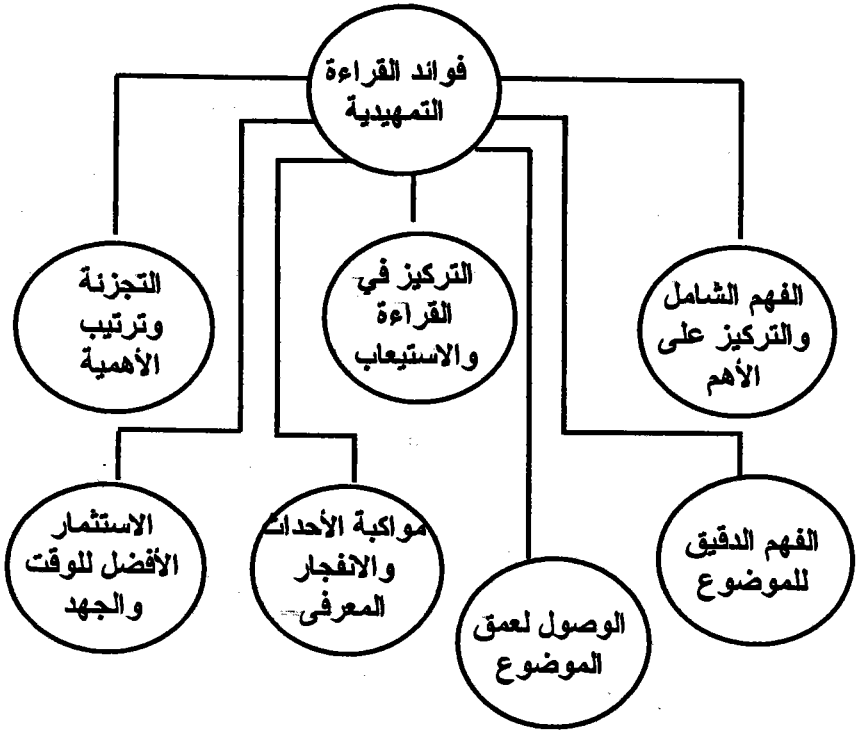 فوائد القراءة
التمهيدية
الفهم الشامل
والتركيز على
الأهم
التركيز في
القراءة
والاستيعاب
التجزئة
وترتيب
الأهمية
الفهم الدقيق
للموضوع
الوصول لعمق
الموضوع
مواكبة الأحداث
والانفجار
المعرفى
الاستثمار
الأفضل للوقت
والجهد